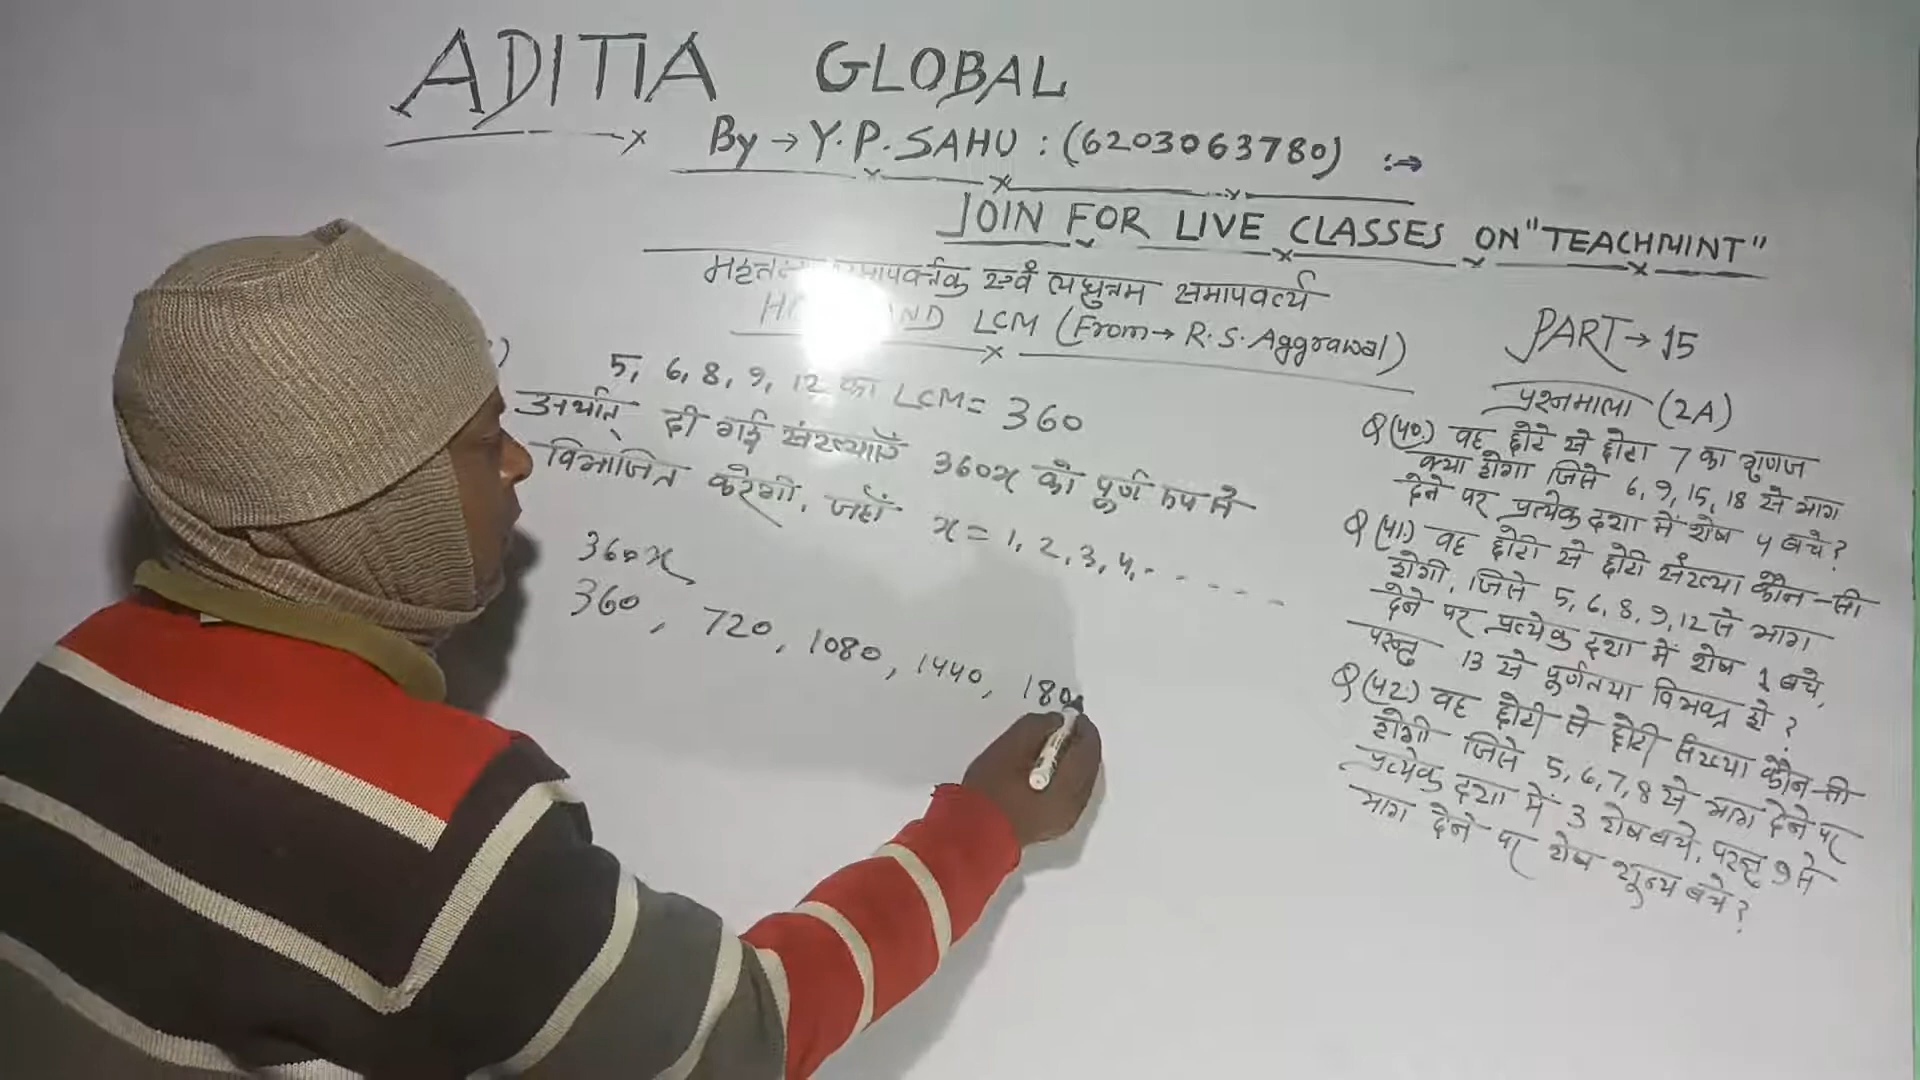 ADITIA GLOBAL
By → Y.P.SAHU : (6203063780) :→
JOIN FOR LIVE CLASSES ON "TEACHMINT"
एवं लघुत्तम समापवर्त्य
AND LCM (From → R.S.Aggrawal)
5, 6, 8, 9, 12 का LCM = 360
अर्थात् दी गई संख्याएँ 360x को पूर्ण रूप से
विभाजित करेगी, जहाँ x = 1, 2, 3, 4, - - - - - -
360x,
360, 720, 1080, 1440, 180
PART → 15
प्रश्नमाला (2A)
Q(40.) वह छोटे से छोटा 7 का गुणज
क्या होगा जिसे 6, 9, 15, 18 से भाग
देने पर प्रत्येक दशा में शेष 4 बचे?
Q(41.) वह छोटी से छोटी संख्या कौन-सी
होगी, जिसे 5, 6, 8, 9, 12 से भाग
देने पर प्रत्येक दशा में शेष 1 बचे,
परन्तु 13 से पूर्णतया विभक्त हो?
Q(42.) वह छोटी से छोटी संख्या कौन-सी
होगी जिसे 5, 6, 7, 8 से भाग देने पर
प्रत्येक दशा में 3 शेष बचे, परन्तु 9 से
भाग देने पर शेष शून्य बचे?